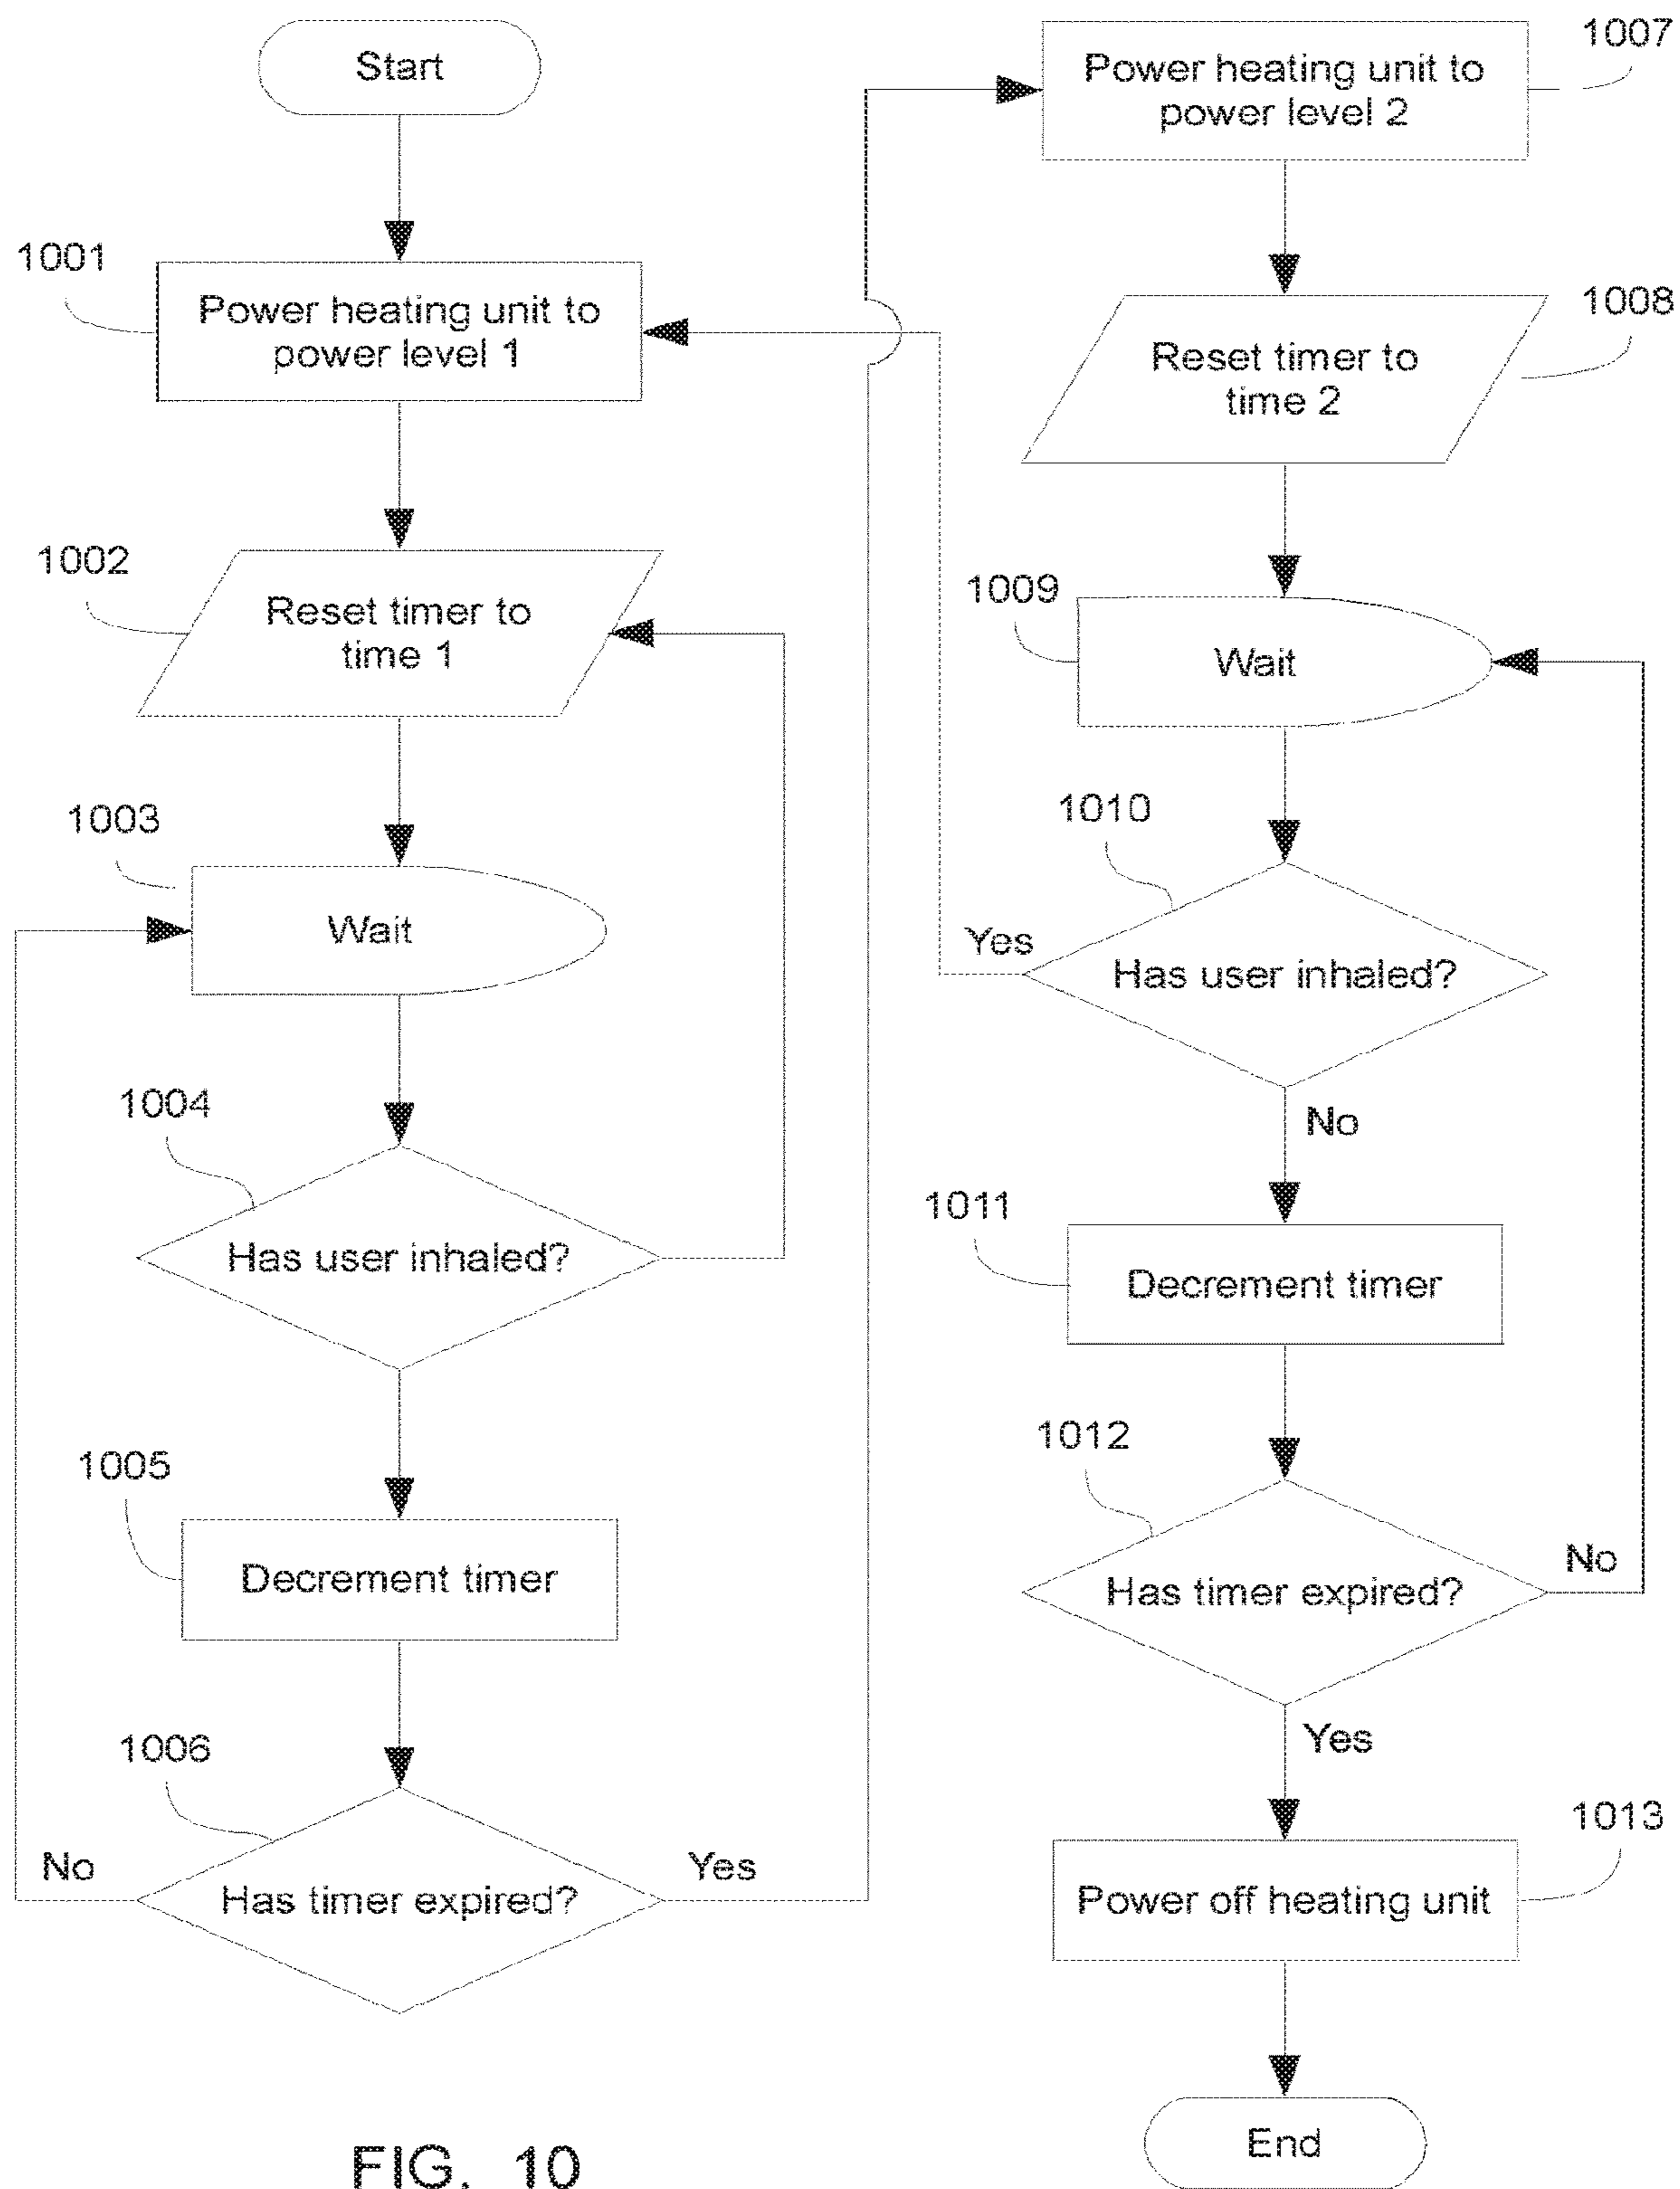 Start
1001
Power heating unit to
power level 1
1002
Reset timer to
time 1
1003
Wait
1004
Has user inhaled?
1005
Decrement timer
1006
Has timer expired?
No
Yes
1007
Power heating unit to
power level 2
1008
Reset timer to
time 2
1009
Wait
1010
Has user inhaled?
Yes
No
1011
Decrement timer
1012
Has timer expired?
No
Yes
1013
Power off heating unit
End
FIG. 10